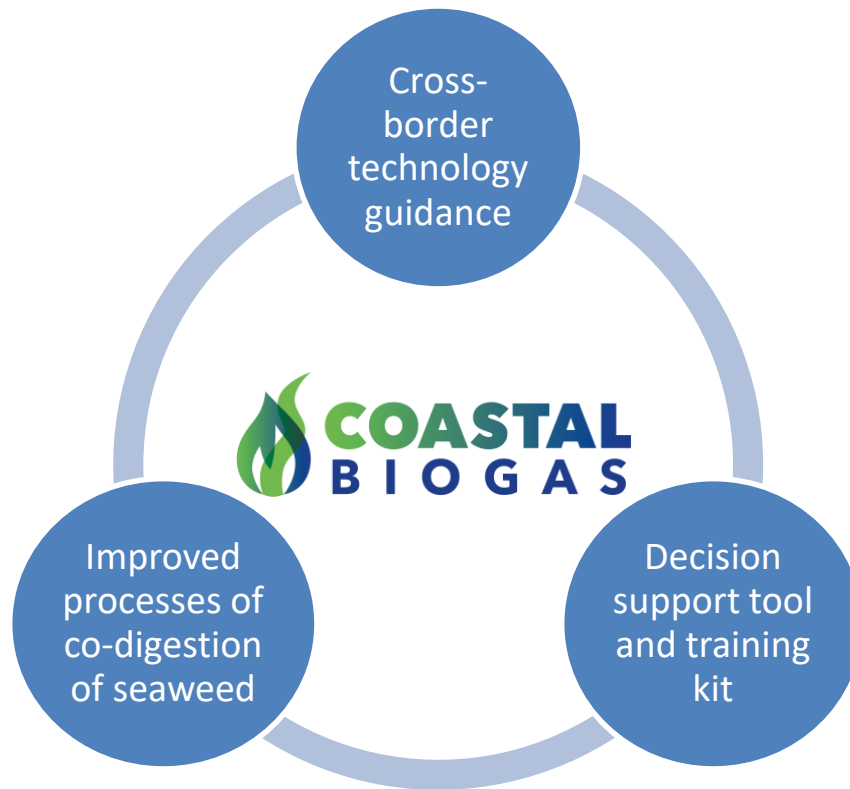 Cross-
border
technology
guidance
COASTAL
BIOGAS
Improved
processes of
co-digestion
of seaweed
Decision
support tool
and training
kit